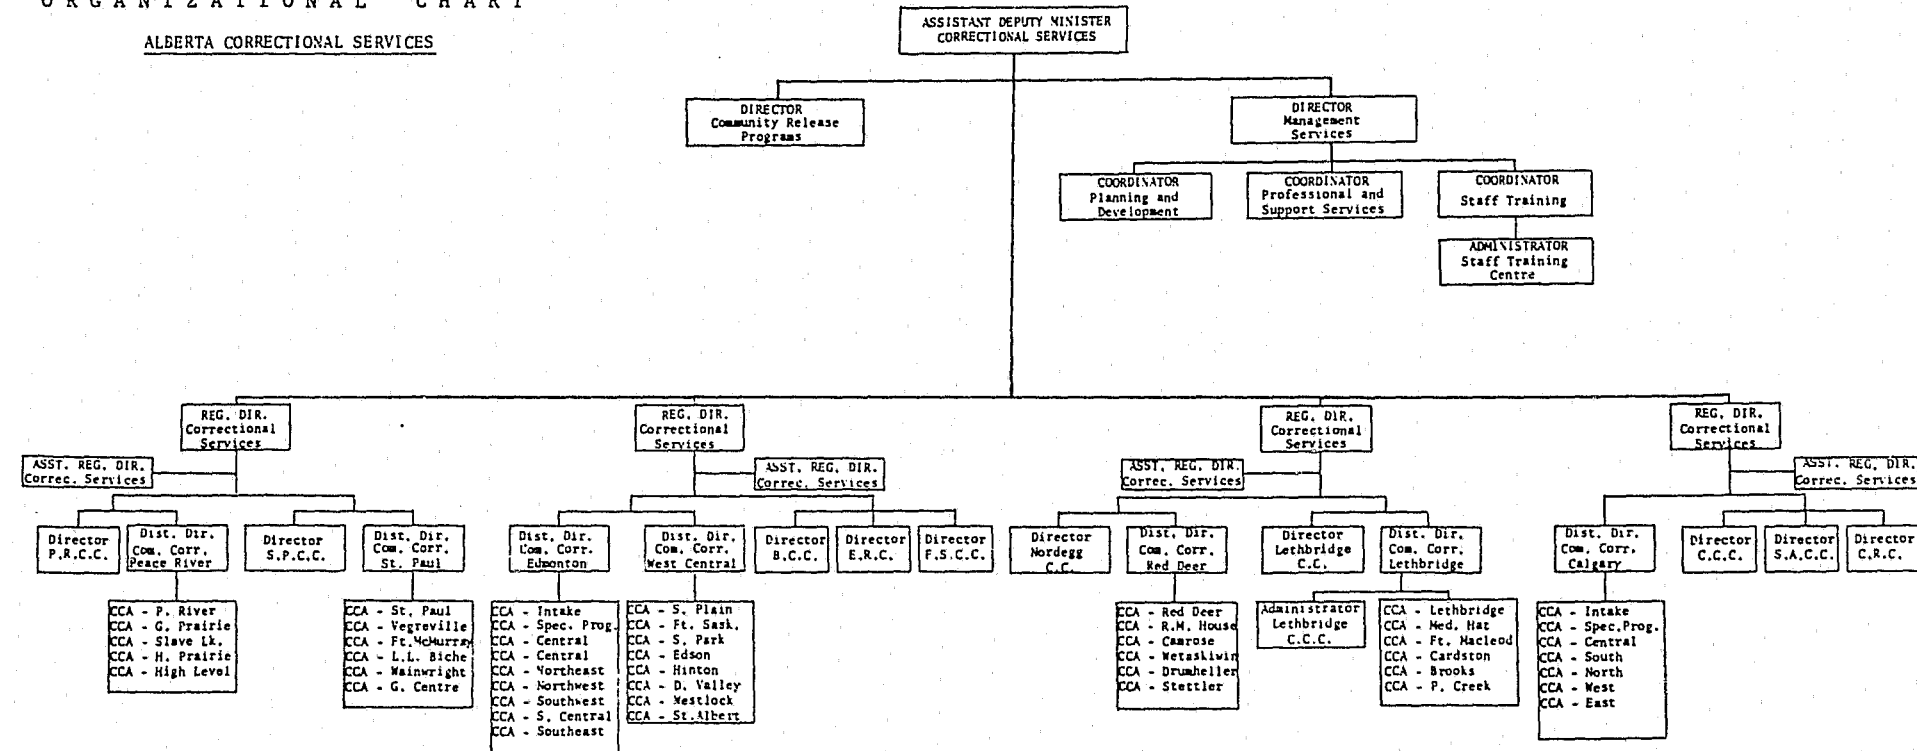 ORGANIZATIONAL CHART
ALBERTA CORRECTIONAL SERVICES
ASSISTANT DEPUTY MINISTER
CORRECTIONAL SERVICES
DIRECTOR
Community Release
Programs
DIRECTOR
Management
Services
COORDINATOR
Planning and
Development
COORDINATOR
Professional and
Support Services
COORDINATOR
Staff Training
ADMINISTRATOR
Staff Training
Centre
REG. DIR.
Correctional
Services
ASST. REG. DIR.
Correc. Services
Director
P.R.C.C.
Dist. Dir.
Com. Corr.
Peace River
CCA - P. River
CCA - G. Prairie
CCA - Slave Lk.
CCA - H. Prairie
CCA - High Level
Director
S.P.C.C.
Dist. Dir.
Com. Corr.
St. Paul
CCA - St. Paul
CCA - Vegreville
CCA - Ft.McMurray
CCA - L.L. Biche
CCA - Wainwright
CCA - G. Centre
REG. DIR.
Correctional
Services
ASST. REG. DIR.
Correc. Services
Dist. Dir.
Com. Corr.
Edmonton
CCA - Intake
CCA - Spec. Prog.
CCA - Central
CCA - Central
CCA - Northeast
CCA - Northwest
CCA - Southwest
CCA - S. Central
CCA - Southeast
Dist. Dir.
Com. Corr.
West Central
CCA - S. Plain
CCA - Ft. Sask.
CCA - S. Park
CCA - Edson
CCA - Hinton
CCA - D. Valley
CCA - Westlock
CCA - St.Albert
Director
B.C.C.
Director
E.R.C.
Director
F.S.C.C.
REG. DIR.
Correctional
Services
ASST. REG. DIR.
Correc. Services
Director
Nordegg
C.C.
Dist. Dir.
Com. Corr.
Red Deer
CCA - Red Deer
CCA - R.M. House
CCA - Camrose
CCA - Wetaskiwin
CCA - Drumheller
CCA - Stettler
Director
Lethbridge
C.C.
Dist. Dir.
Com. Corr.
Lethbridge
Administrator
Lethbridge
C.C.C.
CCA - Lethbridge
CCA - Med. Hat
CCA - Ft. Macleod
CCA - Cardston
CCA - Brooks
CCA - P. Creek
REG. DIR.
Correctional
Services
ASST. REG. DIR.
Correc. Services
Dist. Dir.
Com. Corr.
Calgary
CCA - Intake
CCA - Spec.Prog.
CCA - Central
CCA - South
CCA - North
CCA - West
CCA - East
Director
C.C.C.
Director
S.A.C.C.
Director
C.R.C.